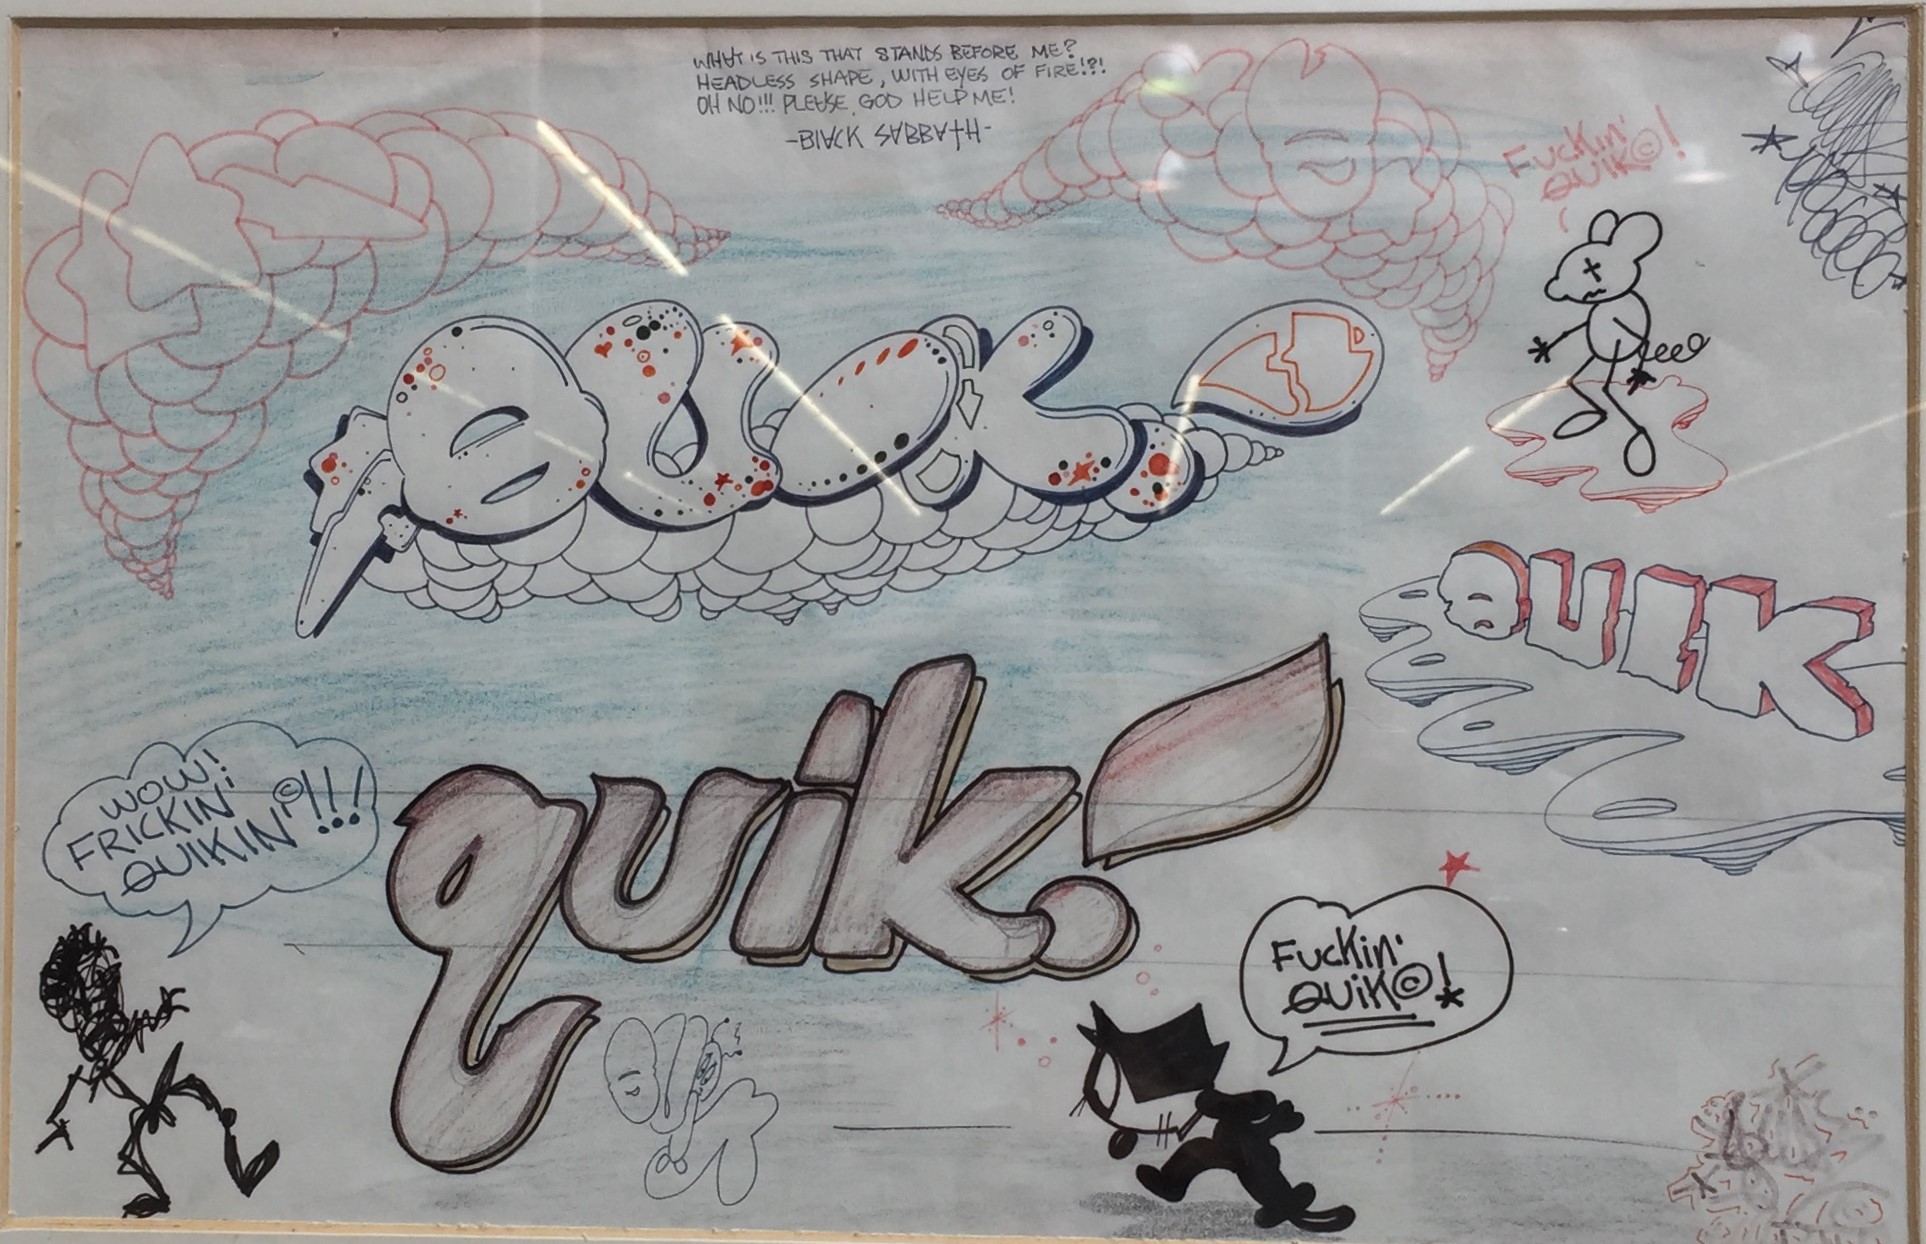 WHAT IS THIS THAT STANDS BEFORE ME?
HEADLESS SHAPE, WITH EYES OF FIRE!?!
OH NO!!! PLEASE GOD HELP ME!
-BLACK SABBATH-
FUCKIN'
QUIK©!
QUIK
QUIK
quik
WOW!
FRICKIN'
QUIKIN'©!!!
FUCKIN'
QUIK©!
QUIK